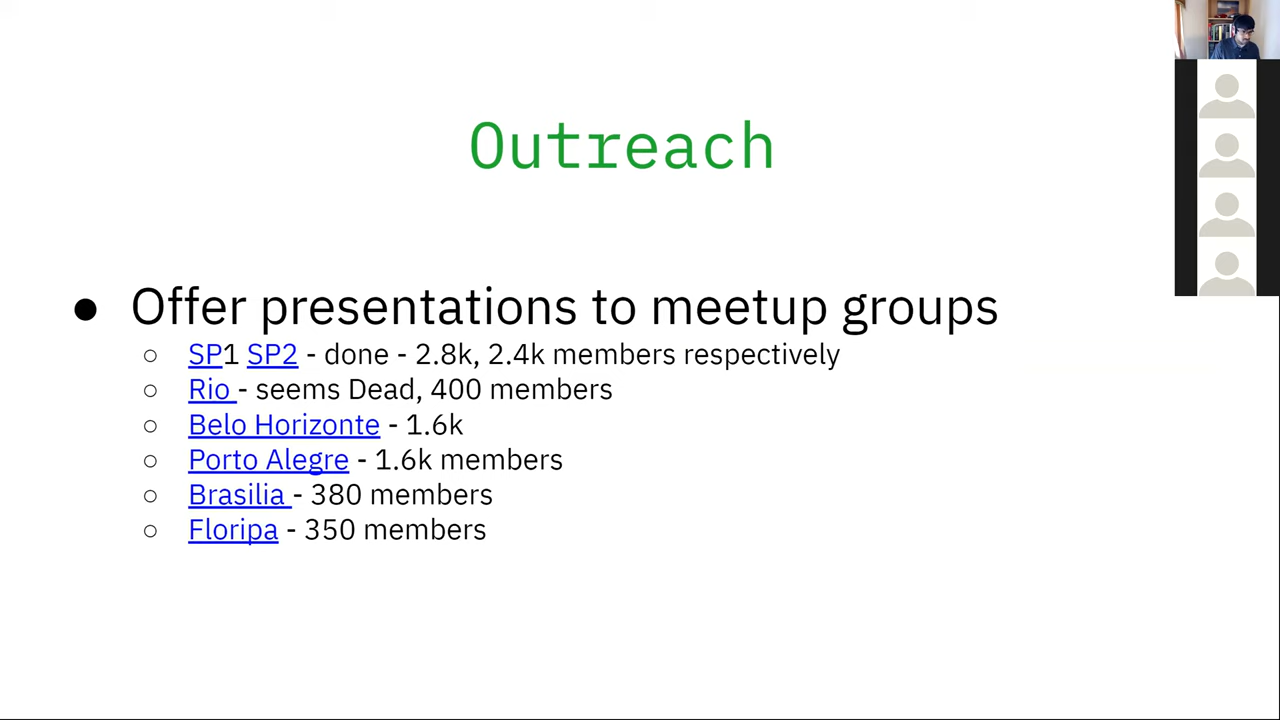 Outreach
● Offer presentations to meetup groups
○ SP1 SP2 - done - 2.8k, 2.4k members respectively
○ Rio - seems Dead, 400 members
○ Belo Horizonte - 1.6k
○ Porto Alegre - 1.6k members
○ Brasilia - 380 members
○ Floripa - 350 members